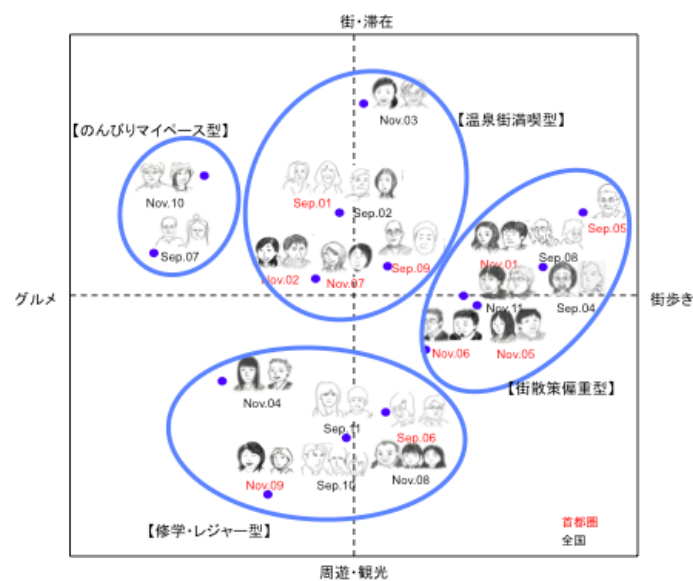 街・滞在
Nov.03
【温泉街満喫型】
【のんびりマイペース型】
Nov.10
Sep.07
Sep.01
Sep.02
Nov.02
Nov.07
Sep.09
Sep.05
Nov.01
Sep.08
グルメ
街歩き
Nov.11
Sep.04
Nov.06
Nov.05
【街散策偏重型】
Nov.04
Sep.11
Sep.06
Nov.09
Sep.10
Nov.08
【修学・レジャー型】
首都圏
全国
周遊・観光